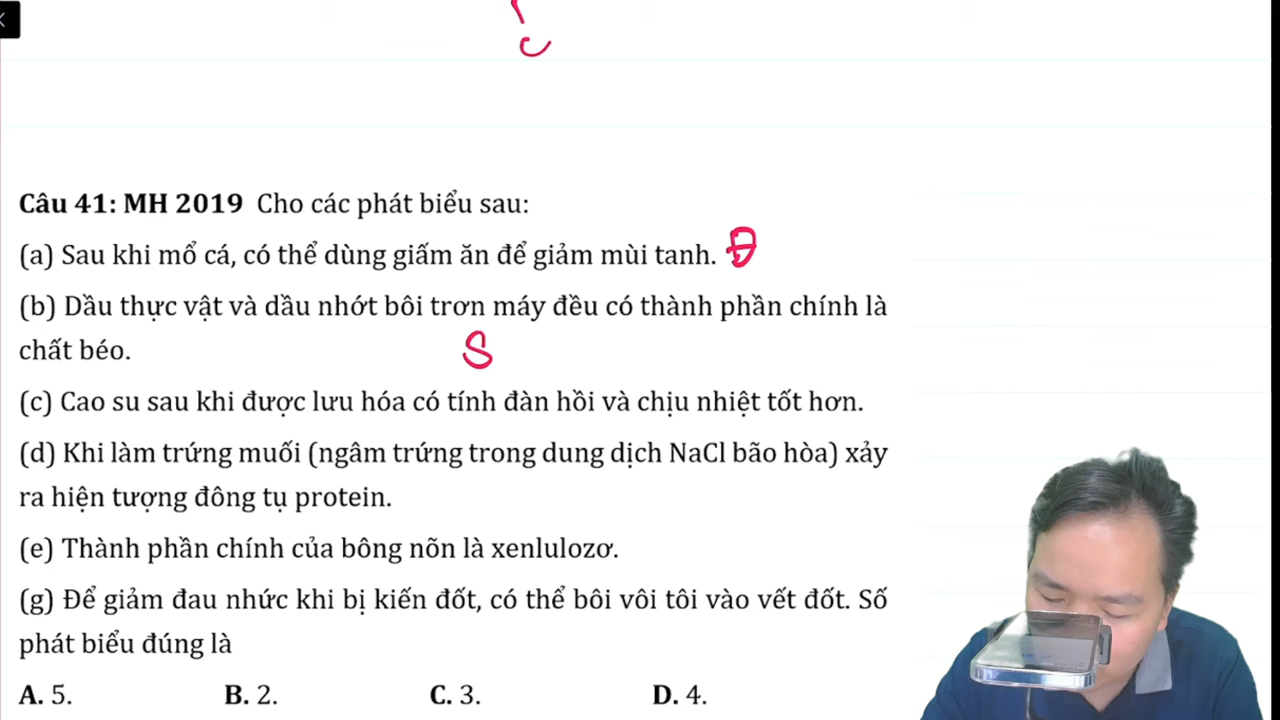 Câu 41: MH 2019 Cho các phát biểu sau:
(a) Sau khi mổ cá, có thể dùng giấm ăn để giảm mùi tanh. Đ
(b) Dầu thực vật và dầu nhớt bôi trơn máy đều có thành phần chính là
chất béo. S
(c) Cao su sau khi được lưu hóa có tính đàn hồi và chịu nhiệt tốt hơn.
(d) Khi làm trứng muối (ngâm trứng trong dung dịch NaCl bão hòa) xảy
ra hiện tượng đông tụ protein.
(e) Thành phần chính của bông nõn là xenlulozơ.
(g) Để giảm đau nhức khi bị kiến đốt, có thể bôi vôi tôi vào vết đốt. Số
phát biểu đúng là
A. 5. B. 2. C. 3. D. 4.